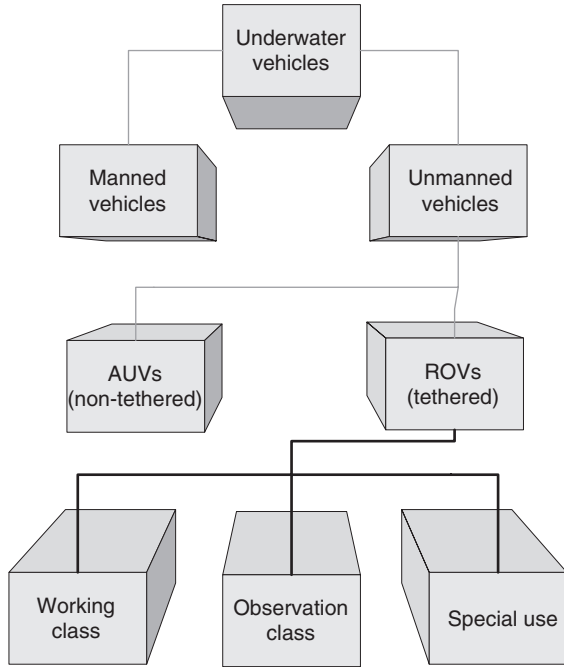 Underwater
vehicles
Manned
vehicles
Unmanned
vehicles
AUVs
(non-tethered)
ROVs
(tethered)
Working
class
Observation
class
Special use